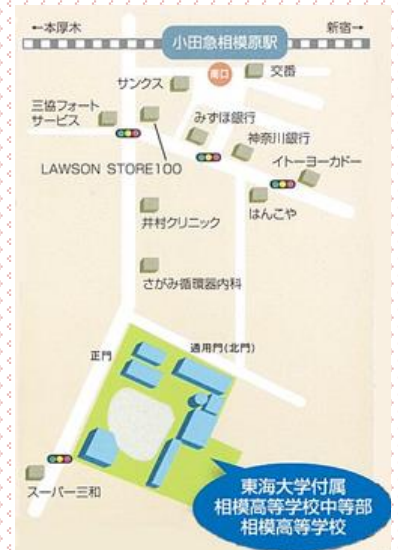 ←本厚木
新宿→
小田急相模原駅
南口
交番
サンクス
三協フォート
サービス
みずほ銀行
神奈川銀行
イトーヨーカドー
LAWSON STORE100
はんこや
井村クリニック
さがみ循環器内科
正門
通用門(北門)
スーパー三和
東海大学付属
相模高等学校中等部
相模高等学校